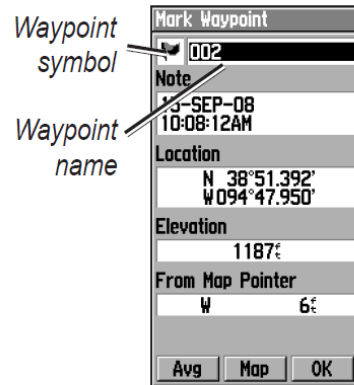 Waypoint
symbol
Waypoint
name
Mark Waypoint
002
Note
13-SEP-08
10:08:12AM
Location
N 38°51.392'
W094°47.950'
Elevation
1187ft
From Map Pointer
W 6ft
Avg Map OK